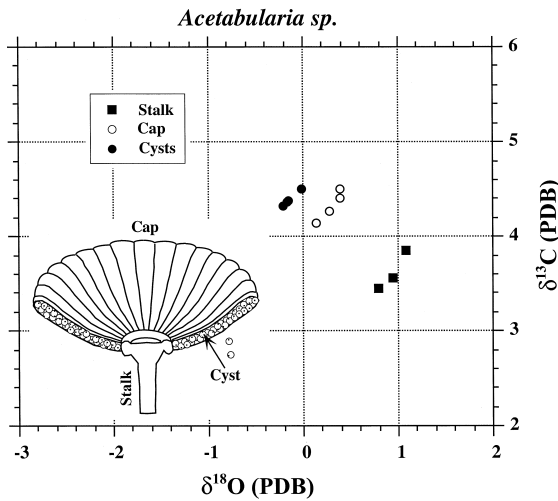 Acetabularia sp.
6
Stalk
Cap
Cysts
5
Cap
4
δ13C (PDB)
3
Stalk
Cyst
2
-3 -2 -1 0 1 2
δ18O (PDB)